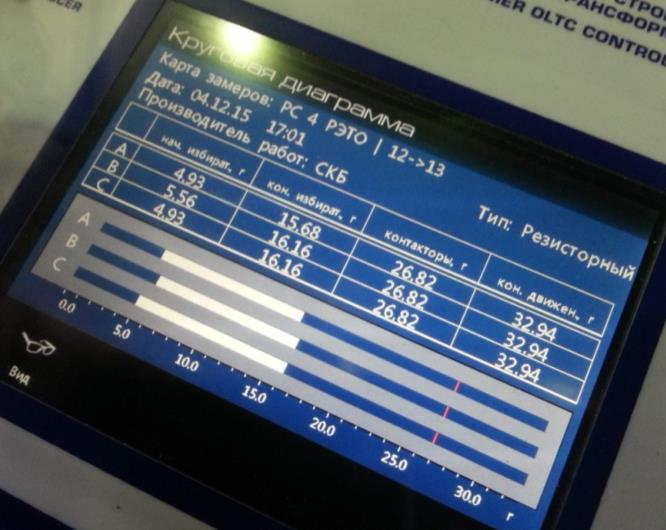 СТРО
РАНСФОРМ
MER OLTC CONTROL
UCER
Круговая диаграмма
Карта замеров: РС 4 РЭТО | 12->13
Дата: 04.12.15 17:01
Производитель работ: СКБ
Тип: Резисторный
нач. избират., г кон. избират., г контакторы, г кон. движен., г
A 4.93 15.68 26.82 32.94
B 5.56 16.16 26.82 32.94
C 4.93 16.16 26.82 32.94
A
B
C
0.0 5.0 10.0 15.0 20.0 25.0 30.0 г
Вид